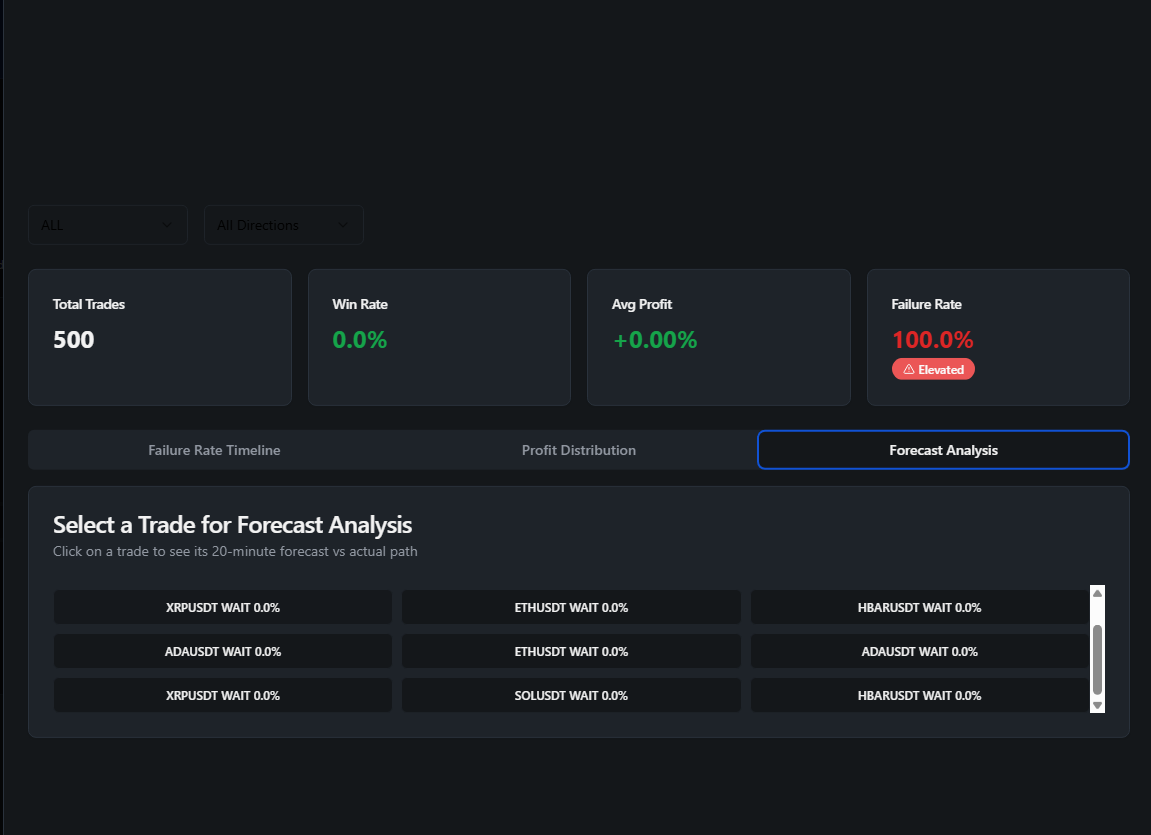 ALL
All Directions
Total Trades
500
Win Rate
0.0%
Avg Profit
+0.00%
Failure Rate
100.0%
Elevated
Failure Rate Timeline
Profit Distribution
Forecast Analysis
Select a Trade for Forecast Analysis
Click on a trade to see its 20-minute forecast vs actual path
XRPUSDT WAIT 0.0%
ETHUSDT WAIT 0.0%
HBARUSDT WAIT 0.0%
ADAUSDT WAIT 0.0%
ETHUSDT WAIT 0.0%
ADAUSDT WAIT 0.0%
XRPUSDT WAIT 0.0%
SOLUSDT WAIT 0.0%
HBARUSDT WAIT 0.0%